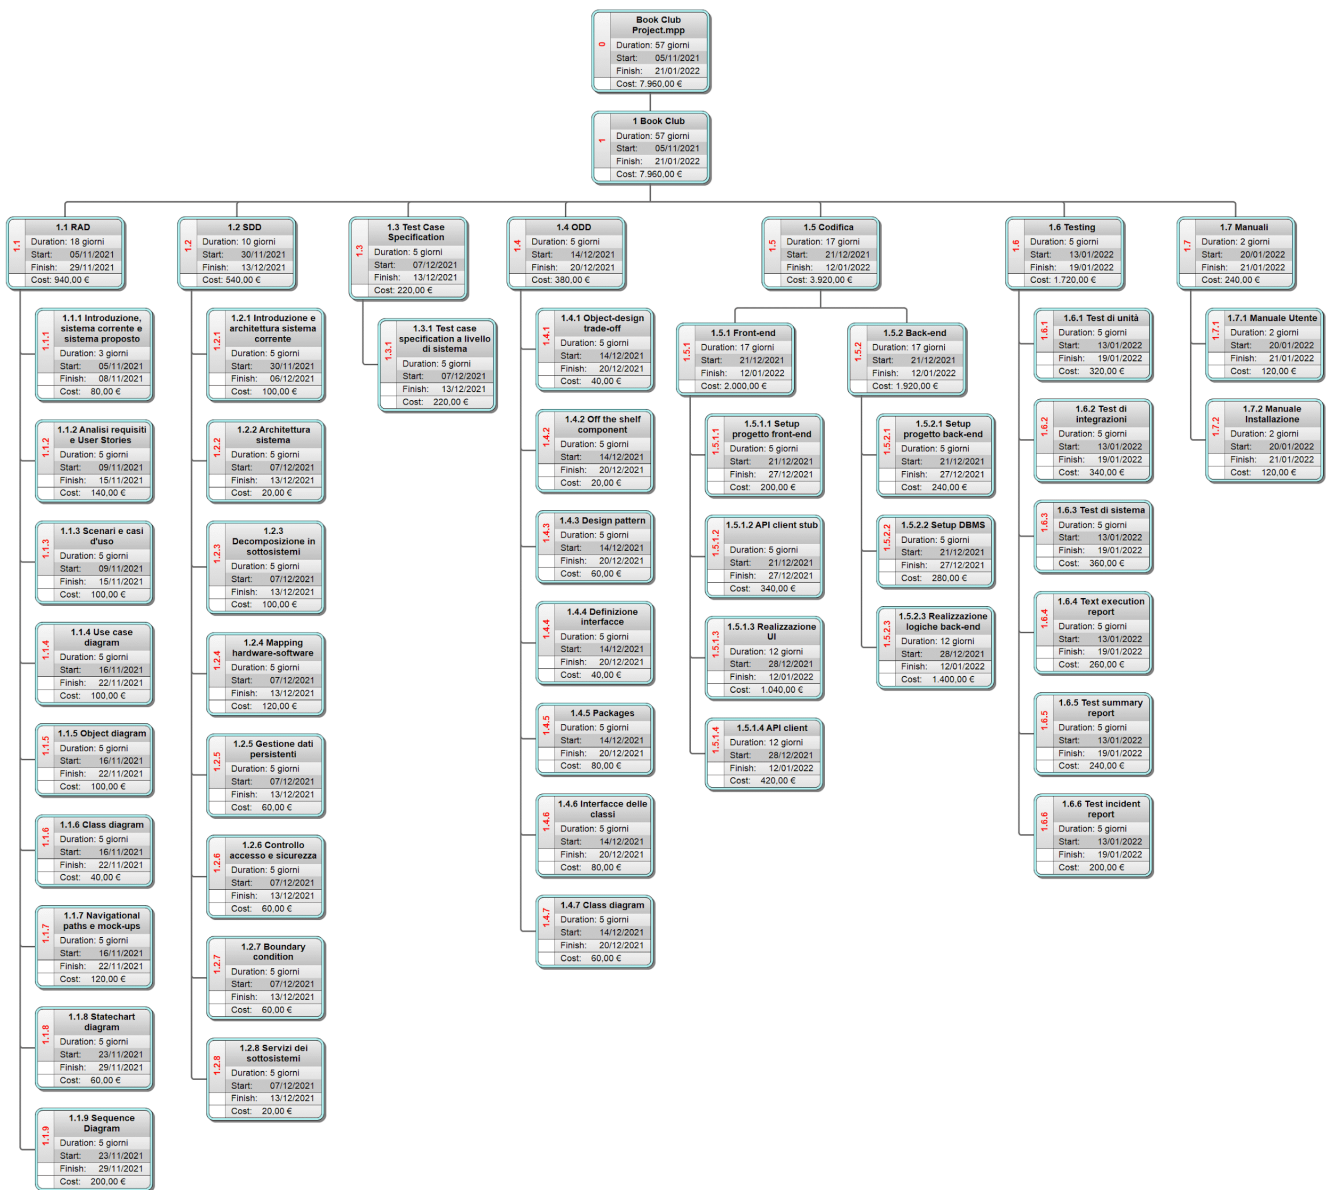 0
Book Club
Project.mpp
Duration: 57 giorni
Start: 05/11/2021
Finish: 21/01/2022
Cost: 7.960,00 €
1
1 Book Club
Duration: 57 giorni
Start: 05/11/2021
Finish: 21/01/2022
Cost: 7.960,00 €
1.1
1.1 RAD
Duration: 18 giorni
Start: 05/11/2021
Finish: 29/11/2021
Cost: 940,00 €
1.1.1
1.1.1 Introduzione,
sistema corrente e
sistema proposto
Duration: 3 giorni
Start: 05/11/2021
Finish: 08/11/2021
Cost: 80,00 €
1.1.2
1.1.2 Analisi requisiti
e User Stories
Duration: 5 giorni
Start: 09/11/2021
Finish: 15/11/2021
Cost: 140,00 €
1.1.3
1.1.3 Scenari e casi
d'uso
Duration: 5 giorni
Start: 09/11/2021
Finish: 15/11/2021
Cost: 100,00 €
1.1.4
1.1.4 Use case
diagram
Duration: 5 giorni
Start: 16/11/2021
Finish: 22/11/2021
Cost: 100,00 €
1.1.5
1.1.5 Object diagram
Duration: 5 giorni
Start: 16/11/2021
Finish: 22/11/2021
Cost: 100,00 €
1.1.6
1.1.6 Class diagram
Duration: 5 giorni
Start: 16/11/2021
Finish: 22/11/2021
Cost: 40,00 €
1.1.7
1.1.7 Navigational
paths e mock-ups
Duration: 5 giorni
Start: 16/11/2021
Finish: 22/11/2021
Cost: 120,00 €
1.1.8
1.1.8 Statechart
diagram
Duration: 5 giorni
Start: 23/11/2021
Finish: 29/11/2021
Cost: 60,00 €
1.1.9
1.1.9 Sequence
Diagram
Duration: 5 giorni
Start: 23/11/2021
Finish: 29/11/2021
Cost: 200,00 €
1.2
1.2 SDD
Duration: 10 giorni
Start: 30/11/2021
Finish: 13/12/2021
Cost: 540,00 €
1.2.1
1.2.1 Introduzione e
architettura sistema
corrente
Duration: 5 giorni
Start: 30/11/2021
Finish: 06/12/2021
Cost: 100,00 €
1.2.2
1.2.2 Architettura
sistema
Duration: 5 giorni
Start: 07/12/2021
Finish: 13/12/2021
Cost: 20,00 €
1.2.3
1.2.3
Decomposizione in
sottosistemi
Duration: 5 giorni
Start: 07/12/2021
Finish: 13/12/2021
Cost: 100,00 €
1.2.4
1.2.4 Mapping
hardware-software
Duration: 5 giorni
Start: 07/12/2021
Finish: 13/12/2021
Cost: 120,00 €
1.2.5
1.2.5 Gestione dati
persistenti
Duration: 5 giorni
Start: 07/12/2021
Finish: 13/12/2021
Cost: 60,00 €
1.2.6
1.2.6 Controllo
accesso e sicurezza
Duration: 5 giorni
Start: 07/12/2021
Finish: 13/12/2021
Cost: 60,00 €
1.2.7
1.2.7 Boundary
condition
Duration: 5 giorni
Start: 07/12/2021
Finish: 13/12/2021
Cost: 60,00 €
1.2.8
1.2.8 Servizi dei
sottosistemi
Duration: 5 giorni
Start: 07/12/2021
Finish: 13/12/2021
Cost: 20,00 €
1.3
1.3 Test Case
Specification
Duration: 5 giorni
Start: 07/12/2021
Finish: 13/12/2021
Cost: 220,00 €
1.3.1
1.3.1 Test case
specification a livello
di sistema
Duration: 5 giorni
Start: 07/12/2021
Finish: 13/12/2021
Cost: 220,00 €
1.4
1.4 ODD
Duration: 5 giorni
Start: 14/12/2021
Finish: 20/12/2021
Cost: 380,00 €
1.4.1
1.4.1 Object-design
trade-off
Duration: 5 giorni
Start: 14/12/2021
Finish: 20/12/2021
Cost: 40,00 €
1.4.2
1.4.2 Off the shelf
component
Duration: 5 giorni
Start: 14/12/2021
Finish: 20/12/2021
Cost: 20,00 €
1.4.3
1.4.3 Design pattern
Duration: 5 giorni
Start: 14/12/2021
Finish: 20/12/2021
Cost: 60,00 €
1.4.4
1.4.4 Definizione
interfacce
Duration: 5 giorni
Start: 14/12/2021
Finish: 20/12/2021
Cost: 40,00 €
1.4.5
1.4.5 Packages
Duration: 5 giorni
Start: 14/12/2021
Finish: 20/12/2021
Cost: 80,00 €
1.4.6
1.4.6 Interfacce delle
classi
Duration: 5 giorni
Start: 14/12/2021
Finish: 20/12/2021
Cost: 80,00 €
1.4.7
1.4.7 Class diagram
Duration: 5 giorni
Start: 14/12/2021
Finish: 20/12/2021
Cost: 60,00 €
1.5
1.5 Codifica
Duration: 17 giorni
Start: 21/12/2021
Finish: 12/01/2022
Cost: 3.920,00 €
1.5.1
1.5.1 Front-end
Duration: 17 giorni
Start: 21/12/2021
Finish: 12/01/2022
Cost: 2.000,00 €
1.5.1.1
1.5.1.1 Setup
progetto front-end
Duration: 5 giorni
Start: 21/12/2021
Finish: 27/12/2021
Cost: 200,00 €
1.5.1.2
1.5.1.2 API client stub
Duration: 5 giorni
Start: 21/12/2021
Finish: 27/12/2021
Cost: 340,00 €
1.5.1.3
1.5.1.3 Realizzazione
UI
Duration: 12 giorni
Start: 28/12/2021
Finish: 12/01/2022
Cost: 1.040,00 €
1.5.1.4
1.5.1.4 API client
Duration: 12 giorni
Start: 28/12/2021
Finish: 12/01/2022
Cost: 420,00 €
1.5.2
1.5.2 Back-end
Duration: 17 giorni
Start: 21/12/2021
Finish: 12/01/2022
Cost: 1.920,00 €
1.5.2.1
1.5.2.1 Setup
progetto back-end
Duration: 5 giorni
Start: 21/12/2021
Finish: 27/12/2021
Cost: 240,00 €
1.5.2.2
1.5.2.2 Setup DBMS
Duration: 5 giorni
Start: 21/12/2021
Finish: 27/12/2021
Cost: 280,00 €
1.5.2.3
1.5.2.3 Realizzazione
logiche back-end
Duration: 12 giorni
Start: 28/12/2021
Finish: 12/01/2022
Cost: 1.400,00 €
1.6
1.6 Testing
Duration: 5 giorni
Start: 13/01/2022
Finish: 19/01/2022
Cost: 1.720,00 €
1.6.1
1.6.1 Test di unità
Duration: 5 giorni
Start: 13/01/2022
Finish: 19/01/2022
Cost: 320,00 €
1.6.2
1.6.2 Test di
integrazioni
Duration: 5 giorni
Start: 13/01/2022
Finish: 19/01/2022
Cost: 340,00 €
1.6.3
1.6.3 Test di sistema
Duration: 5 giorni
Start: 13/01/2022
Finish: 19/01/2022
Cost: 360,00 €
1.6.4
1.6.4 Text execution
report
Duration: 5 giorni
Start: 13/01/2022
Finish: 19/01/2022
Cost: 260,00 €
1.6.5
1.6.5 Test summary
report
Duration: 5 giorni
Start: 13/01/2022
Finish: 19/01/2022
Cost: 240,00 €
1.6.6
1.6.6 Test incident
report
Duration: 5 giorni
Start: 13/01/2022
Finish: 19/01/2022
Cost: 200,00 €
1.7
1.7 Manuali
Duration: 2 giorni
Start: 20/01/2022
Finish: 21/01/2022
Cost: 240,00 €
1.7.1
1.7.1 Manuale Utente
Duration: 2 giorni
Start: 20/01/2022
Finish: 21/01/2022
Cost: 120,00 €
1.7.2
1.7.2 Manuale
Installazione
Duration: 2 giorni
Start: 20/01/2022
Finish: 21/01/2022
Cost: 120,00 €